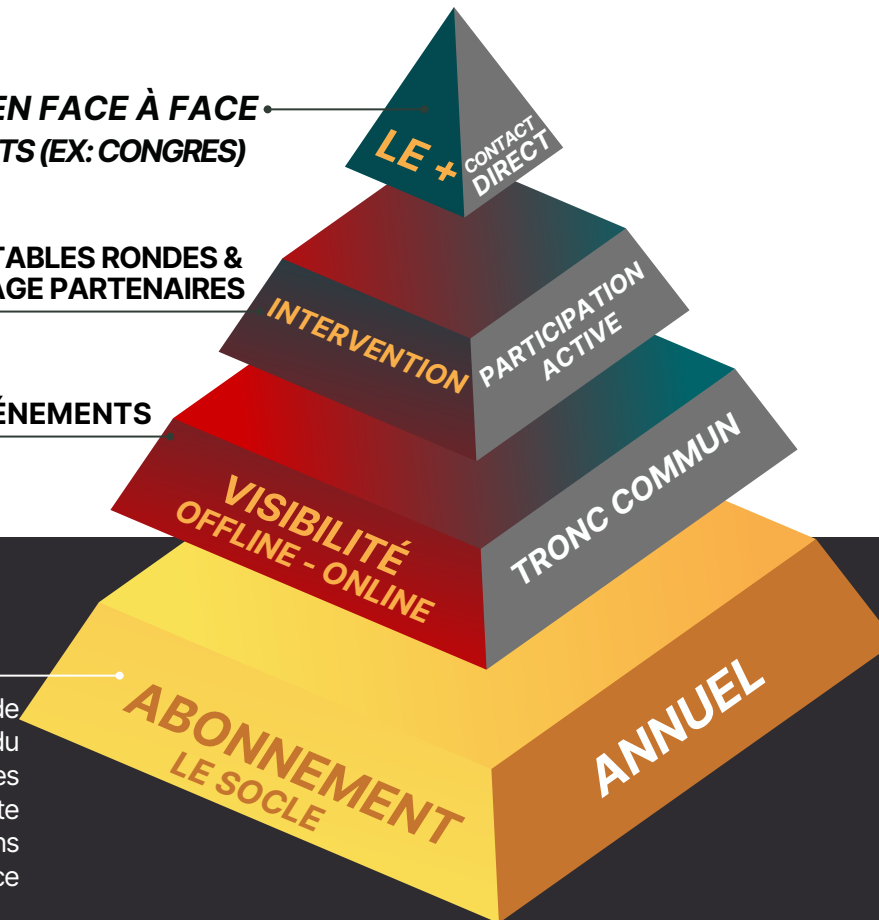 EN FACE À FACE
TS (EX: CONGRES)
LE +
CONTACT
DIRECT
TABLES RONDES &
AGE PARTENAIRES
INTERVENTION
PARTICIPATION
ACTIVE
ÉNEMENTS
VISIBILITÉ
OFFLINE - ONLINE
TRONC COMMUN
de
du
es
te
ns
ce
ABONNEMENT
LE SOCLE
ANNUEL